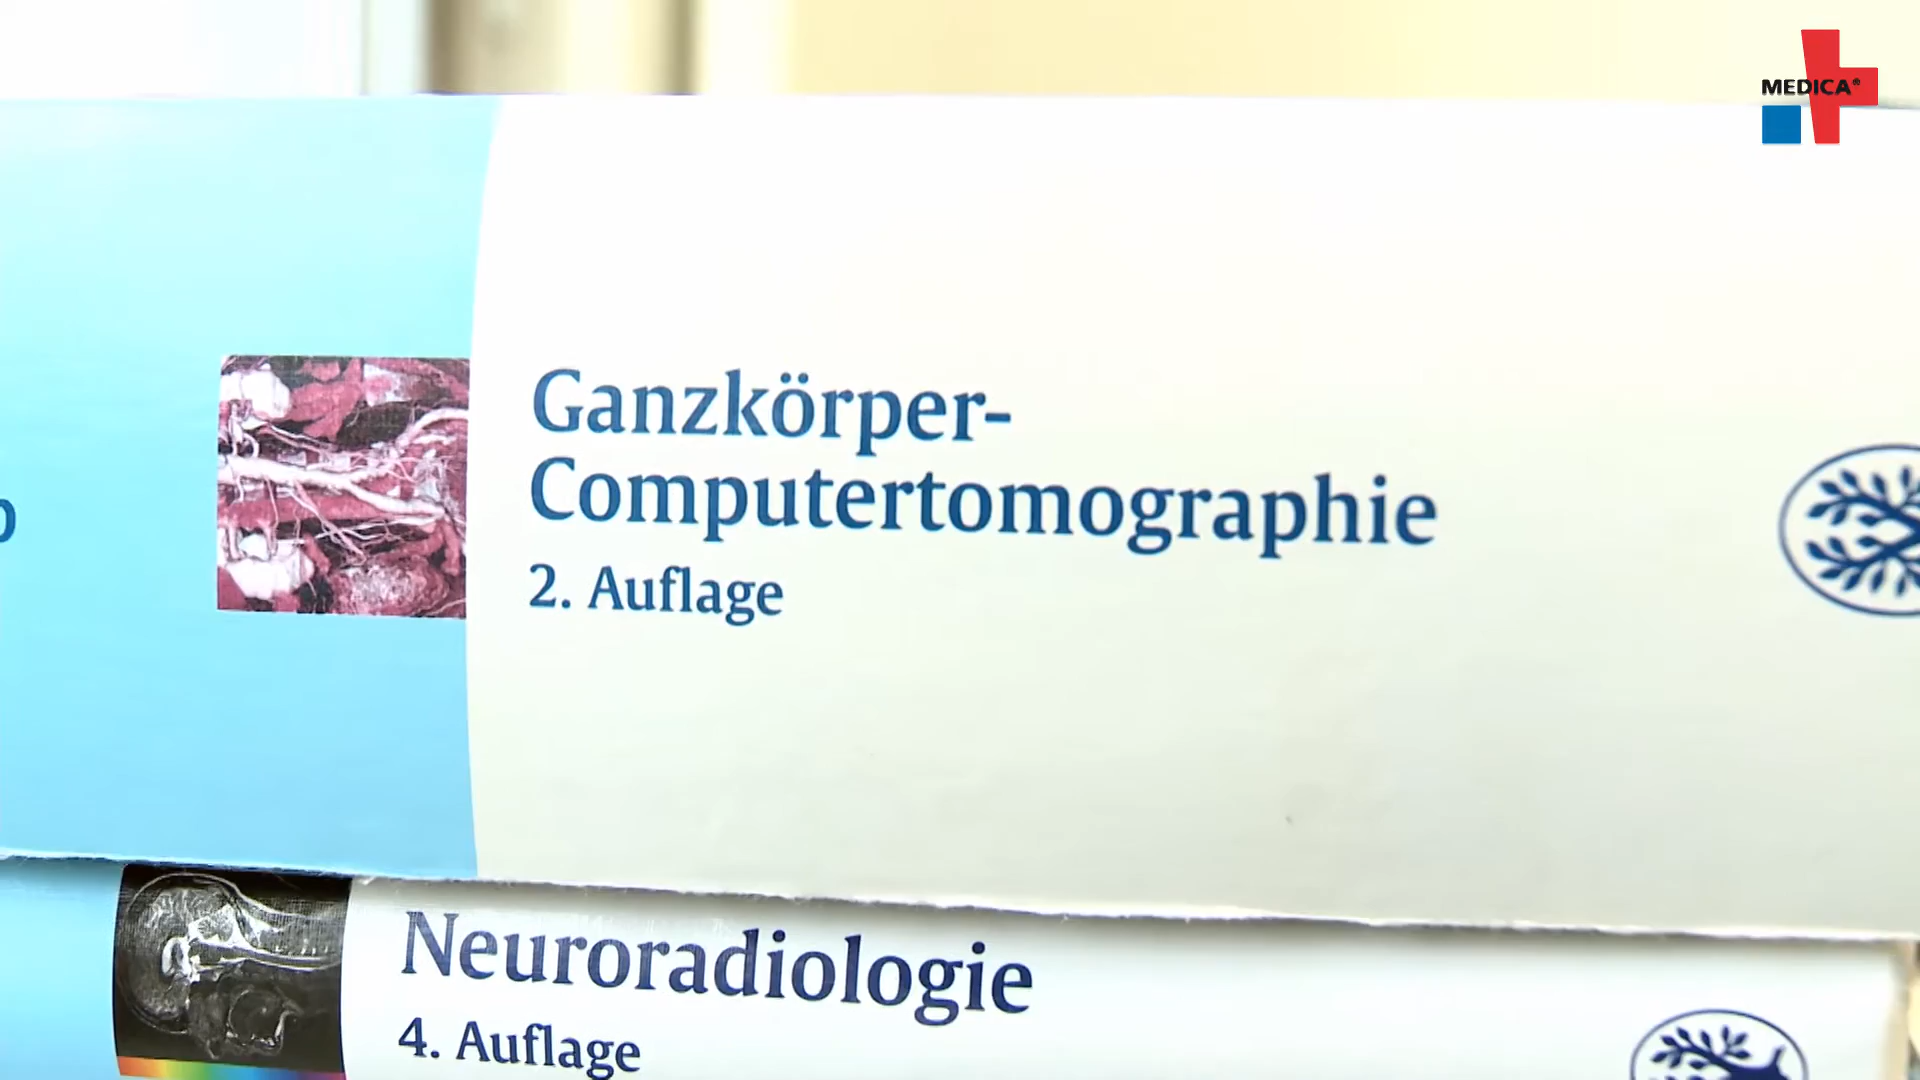 MEDICA®
Ganzkörper-
Computertomographie
2. Auflage
Neuroradiologie
4. Auflage